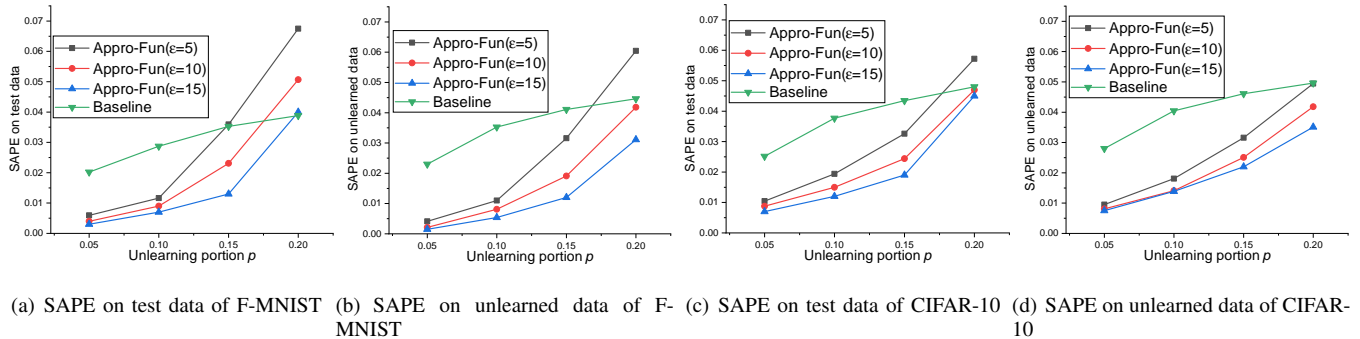 SAPE on test data
0.06
0.05
0.04
0.03
0.02
0.01
0.00
0.05 0.10 0.15 0.20
Unlearning portion p
Appro-Fun(ε=5)
Appro-Fun(ε=10)
Appro-Fun(ε=15)
Baseline
(a) SAPE on test data of F-MNIST
SAPE on unlearned data
0.07
0.06
0.05
0.04
0.03
0.02
0.01
0.00
0.05 0.10 0.15 0.20
Unlearning portion p
Appro-Fun(ε=5)
Appro-Fun(ε=10)
Appro-Fun(ε=15)
Baseline
(b) SAPE on unlearned data of F-
MNIST
SAPE on test data
0.07
0.06
0.05
0.04
0.03
0.02
0.01
0.00
0.05 0.10 0.15 0.20
Unlearning portion p
Appro-Fun(ε=5)
Appro-Fun(ε=10)
Appro-Fun(ε=15)
Baseline
(c) SAPE on test data of CIFAR-10
SAPE on unlearned data
0.07
0.06
0.05
0.04
0.03
0.02
0.01
0.00
0.05 0.10 0.15 0.20
Unlearning portion p
Appro-Fun(ε=5)
Appro-Fun(ε=10)
Appro-Fun(ε=15)
Baseline
(d) SAPE on unlearned data of CIFAR-
10